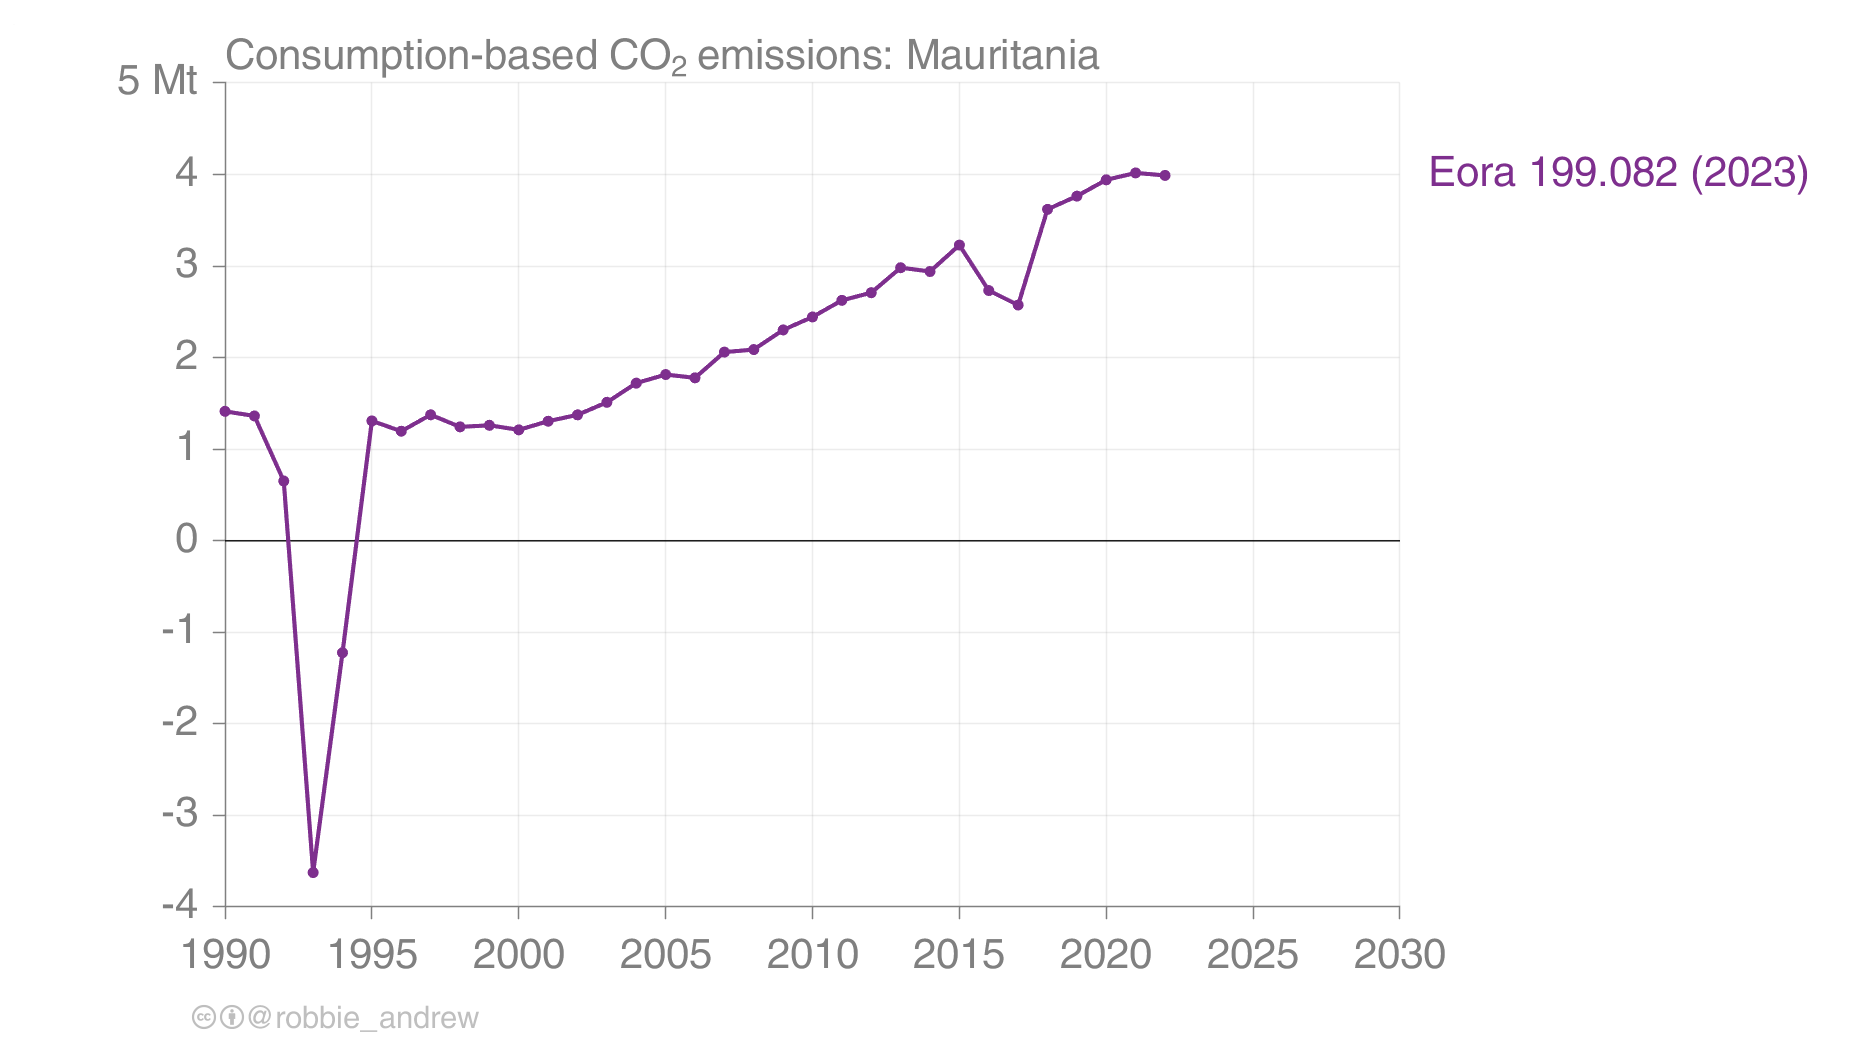 Consumption-based CO₂ emissions: Mauritania
5 Mt
4
3
2
1
0
-1
-2
-3
-4
1990 1995 2000 2005 2010 2015 2020 2025 2030
Eora 199.082 (2023)
cc @robbie_andrew